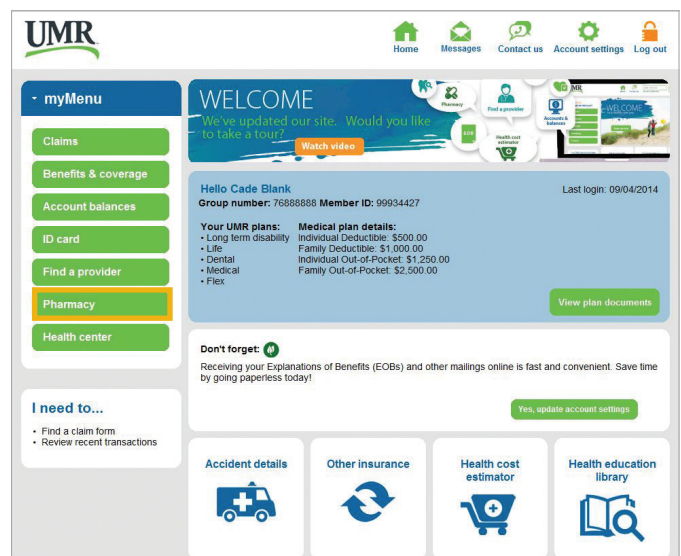 UMR
Home
Messages
Contact us
Account settings
Log out
myMenu
Claims
Benefits & coverage
Account balances
ID card
Find a provider
Pharmacy
Health center
I need to...
• Find a claim form
• Review recent transactions
WELCOME
We've updated our site. Would you like
to take a tour?
Watch video
Pharmacy
Find a provider
EOB
Health cost
estimator
Accounts &
balances
UMR
WELCOME
Hello Cade Blank
Last login: 09/04/2014
Group number: 76888888 Member ID: 99934427
Your UMR plans:
• Long term disability
• Life
• Dental
• Medical
• Flex
Medical plan details:
Individual Deductible: $500.00
Family Deductible: $1,000.00
Individual Out-of-Pocket: $1,250.00
Family Out-of-Pocket: $2,500.00
View plan documents
Don't forget:
Receiving your Explanations of Benefits (EOBs) and other mailings online is fast and convenient. Save time
by going paperless today!
Yes, update account settings
Accident details
Other insurance
Health cost
estimator
Health education
library